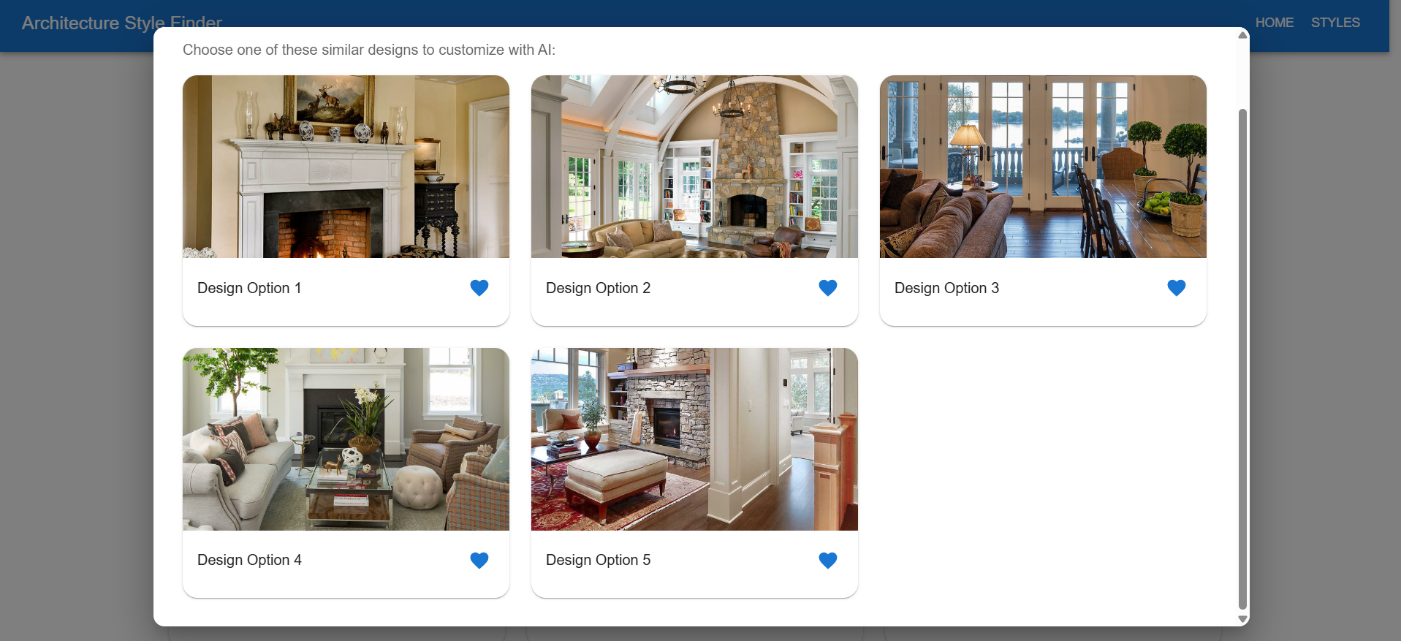 Architecture Style Finder
HOME STYLES
Choose one of these similar designs to customize with AI:
Design Option 1
Design Option 2
Design Option 3
Design Option 4
Design Option 5